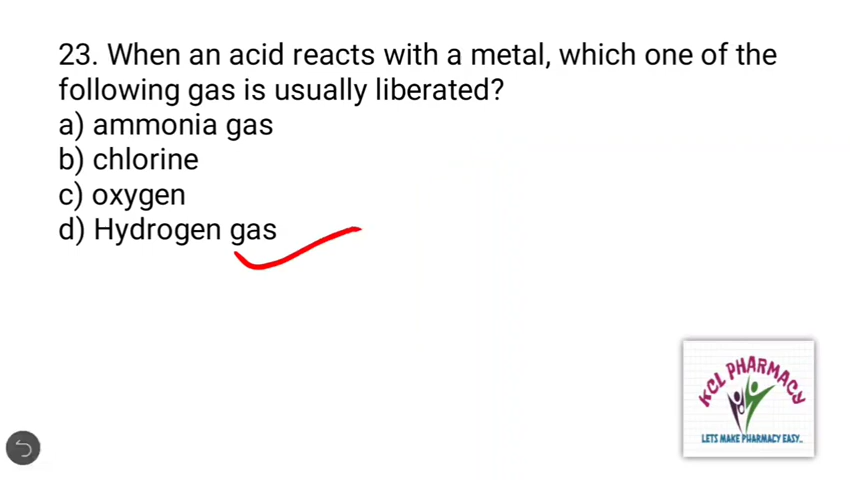 23. When an acid reacts with a metal, which one of the
following gas is usually liberated?
a) ammonia gas
b) chlorine
c) oxygen
d) Hydrogen gas
KCL PHARMACY
LETS MAKE PHARMACY EASY..